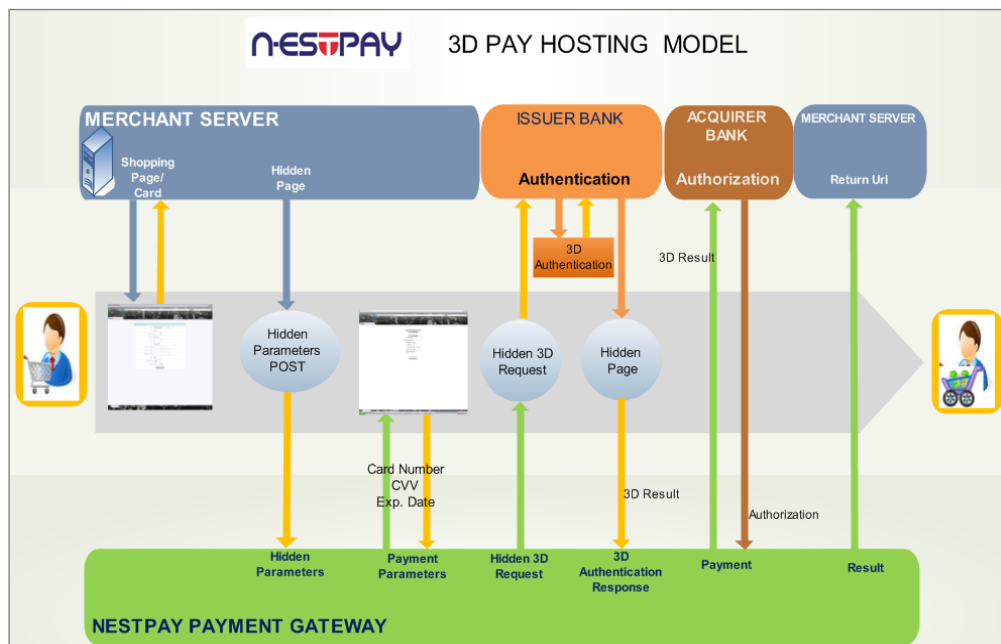 NESTPAY
3D PAY HOSTING MODEL
MERCHANT SERVER
Shopping
Page/
Card
Hidden
Page
ISSUER BANK
Authentication
ACQUIRER
BANK
Authorization
MERCHANT SERVER
Return Url
3D
Authentication
3D Result
Hidden
Parameters
POST
Hidden 3D
Request
Hidden
Page
Card Number
CVV
Exp. Date
3D Result
Authorization
Hidden
Parameters
Payment
Parameters
Hidden 3D
Request
3D
Authentication
Response
Payment
Result
NESTPAY PAYMENT GATEWAY